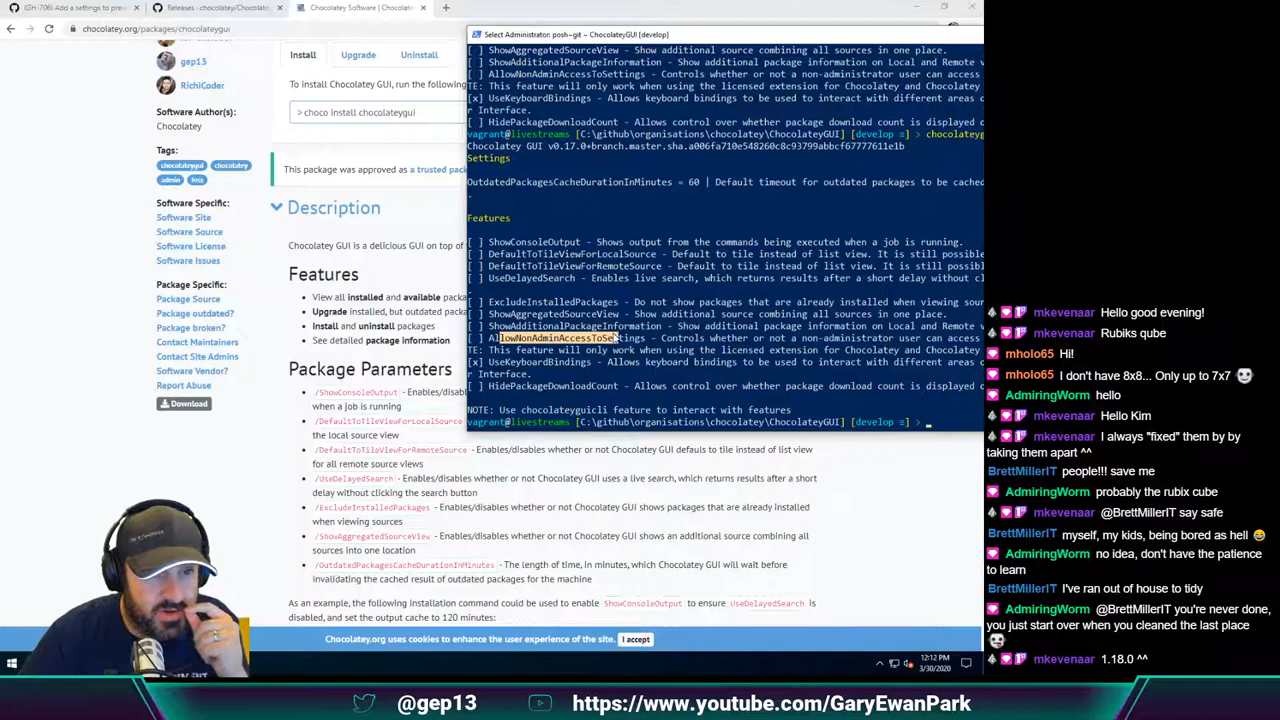 (GH-706) Add a settings to prev
Releases · chocolatey/Chocolatey
Chocolatey Software | Chocolatey
chocolatey.org/packages/chocolateygui
gep13
RichiCoder
Software Author(s):
Chocolatey
Tags:
chocolateygui chocolatey
admin foss
Software Specific:
Software Site
Software Source
Software License
Software Issues
Package Specific:
Package Source
Package outdated?
Package broken?
Contact Maintainers
Contact Site Admins
Software Vendor?
Report Abuse
Download
Install Upgrade Uninstall
To install Chocolatey GUI, run the following
> choco install chocolateygui
This package was approved as a trusted pack
Description
Chocolatey GUI is a delicious GUI on top of
Features
View all installed and available packa
Install and uninstall packages
See detailed package information
Package Parameters
/ShowConsoleOutput - Enables/disables
when a job is running
/DefaultToTileViewForLocalSource
the local source view
/DefaultToTileViewForRemoteSource - Enables/disables whether or not Chocolatey GUI defauls to tile instead of list view
for all remote source views
/UseDelayedSearch - Enables/disables whether or not Chocolatey GUI uses a live search, which returns results after a short
delay without clicking the search button
/ExcludeInstalledPackages - Enables/disables whether or not Chocolatey GUI shows packages that are already installed
when viewing sources
/ShowAggregatedSourceView - Enables/disables whether or not Chocolatey GUI shows an additional source combining all
sources into one location
/OutdatedPackagesCacheDurationInMinutes - The length of time, in minutes, which Chocolatey GUI will wait before
invalidating the cached result of outdated packages for the machine
As an example, the following installation command could be used to enable ShowConsoleOutput to ensure UseDelayedSearch is
disabled, and set the output cache to 120 minutes:
Chocolatey.org uses cookies to enhance the user experience of the site. I accept
Select Administrator: posh~git ~ ChocolateyGUI [develop]
[ ] ShowAggregatedSourceView - Show additional source combining all sources in one place.
[ ] ShowAdditionalPackageInformation - Show additional package information on Local and Remote v
[ ] AllowNonAdminAccessToSettings - Controls whether or not a non-administrator user can access
TE: This feature will only work when using the licensed extension for Chocolatey and Chocolatey
[x] UseKeyboardBindings - Allows keyboard bindings to be used to interact with different areas o
r Interface.
[ ] HidePackageDownloadCount - Allows control over whether package download count is displayed o
vagrant@livestreams [C:\github\organisations\chocolatey\ChocolateyGUI] [develop ≡] > chocolateyg
Chocolatey GUI v0.17.0+branch.master.sha.a006fa710e548260c8c93799abbcf67777611e1b
Settings
OutdatedPackagesCacheDurationInMinutes = 60 | Default timeout for outdated packages to be cached
.
Features
[ ] ShowConsoleOutput - Shows output from the commands being executed when a job is running.
[ ] DefaultToTileViewForLocalSource - Default to tile instead of list view. It is still possibl
[ ] DefaultToTileViewForRemoteSource - Default to tile instead of list view. It is still possib
[ ] UseDelayedSearch - Enables live search, which returns results after a short delay without cl
.
[ ] ExcludeInstalledPackages - Do not show packages that are already installed when viewing sour
[ ] ShowAggregatedSourceView - Show additional source combining all sources in one place.
[ ] ShowAdditionalPackageInformation - Show additional package information on Local and Remote v
[ ] AllowNonAdminAccessToSettings - Controls whether or not a non-administrator user can access
TE: This feature will only work when using the licensed extension for Chocolatey and Chocolatey
[x] UseKeyboardBindings - Allows keyboard bindings to be used to interact with different areas o
r Interface.
[ ] HidePackageDownloadCount - Allows control over whether package download count is displayed o
NOTE: Use chocolateyguicli feature to interact with features
vagrant@livestreams [C:\github\organisations\chocolatey\ChocolateyGUI] [develop ≡] >
mkevenaar Hello good evening!
mkevenaar Rubiks qube
mholo65 Hi!
mholo65 I don't have 8x8... Only up to 7x7
AdmiringWorm hello
mkevenaar Hello Kim
mkevenaar I always "fixed" them by by
taking them apart ^^
BrettMillerIT people!!! save me
AdmiringWorm probably the rubix cube
mkevenaar @BrettMillerIT say safe
BrettMillerIT myself, my kids, being bored as hell
AdmiringWorm no idea, don't have the patience
to learn
BrettMillerIT I've ran out of house to tidy
AdmiringWorm @BrettMillerIT you're never done,
you just start over when you cleaned the last place
mkevenaar 1.18.0 ^^
12:12 PM
3/30/2020
@gep13
https://www.youtube.com/GaryEwanPark